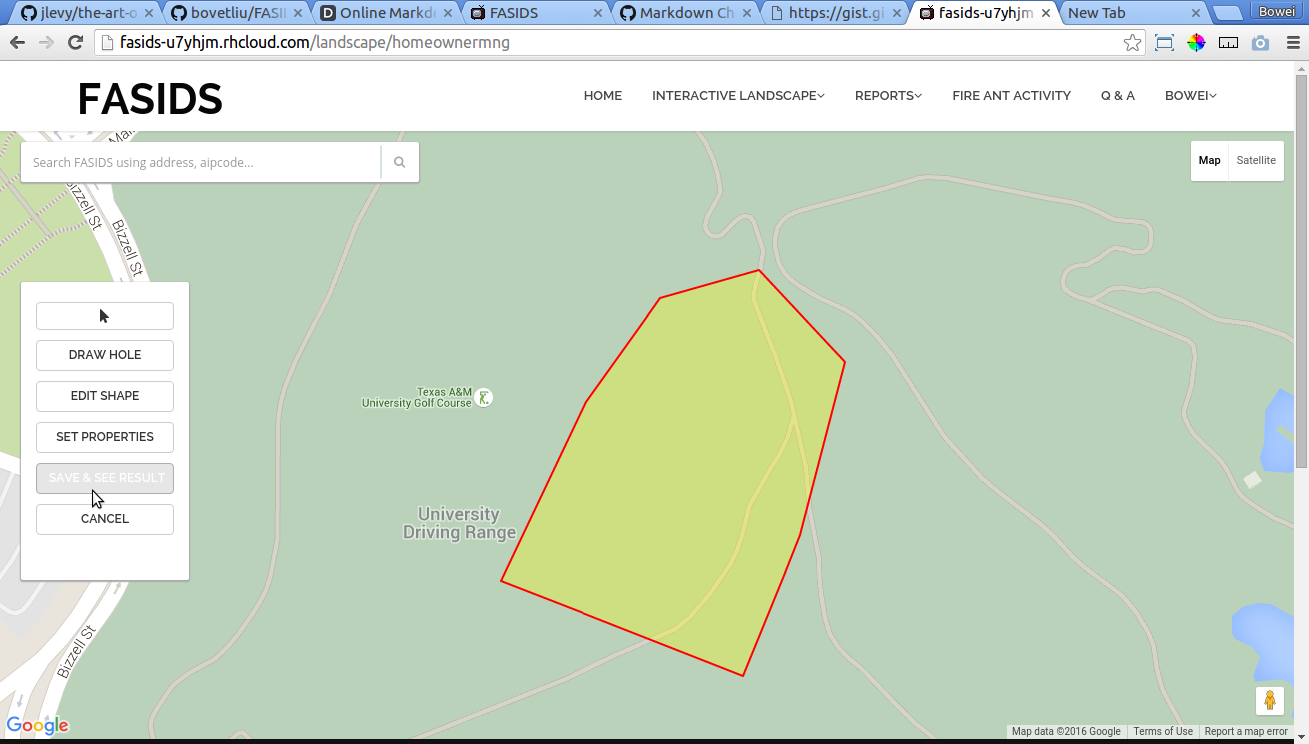 jlevy/the-art-o
bovetliu/FASI
Online Markd
FASIDS
Markdown Ch
https://gist.gi
fasids-u7yhjm
New Tab
Bowei
fasids-u7yhjm.rhcloud.com/landscape/homeownermng
FASIDS
HOME
INTERACTIVE LANDSCAPE
REPORTS
FIRE ANT ACTIVITY
Q & A
BOWEI
Search FASIDS using address, aipcode...
Map
Satellite
Bizzell St
Bizzell St
DRAW HOLE
EDIT SHAPE
SET PROPERTIES
SAVE & SEE RESULT
CANCEL
Texas A&M
University Golf Course
University
Driving Range
Bizzell St
Google
Map data ©2016 Google
Terms of Use
Report a map error